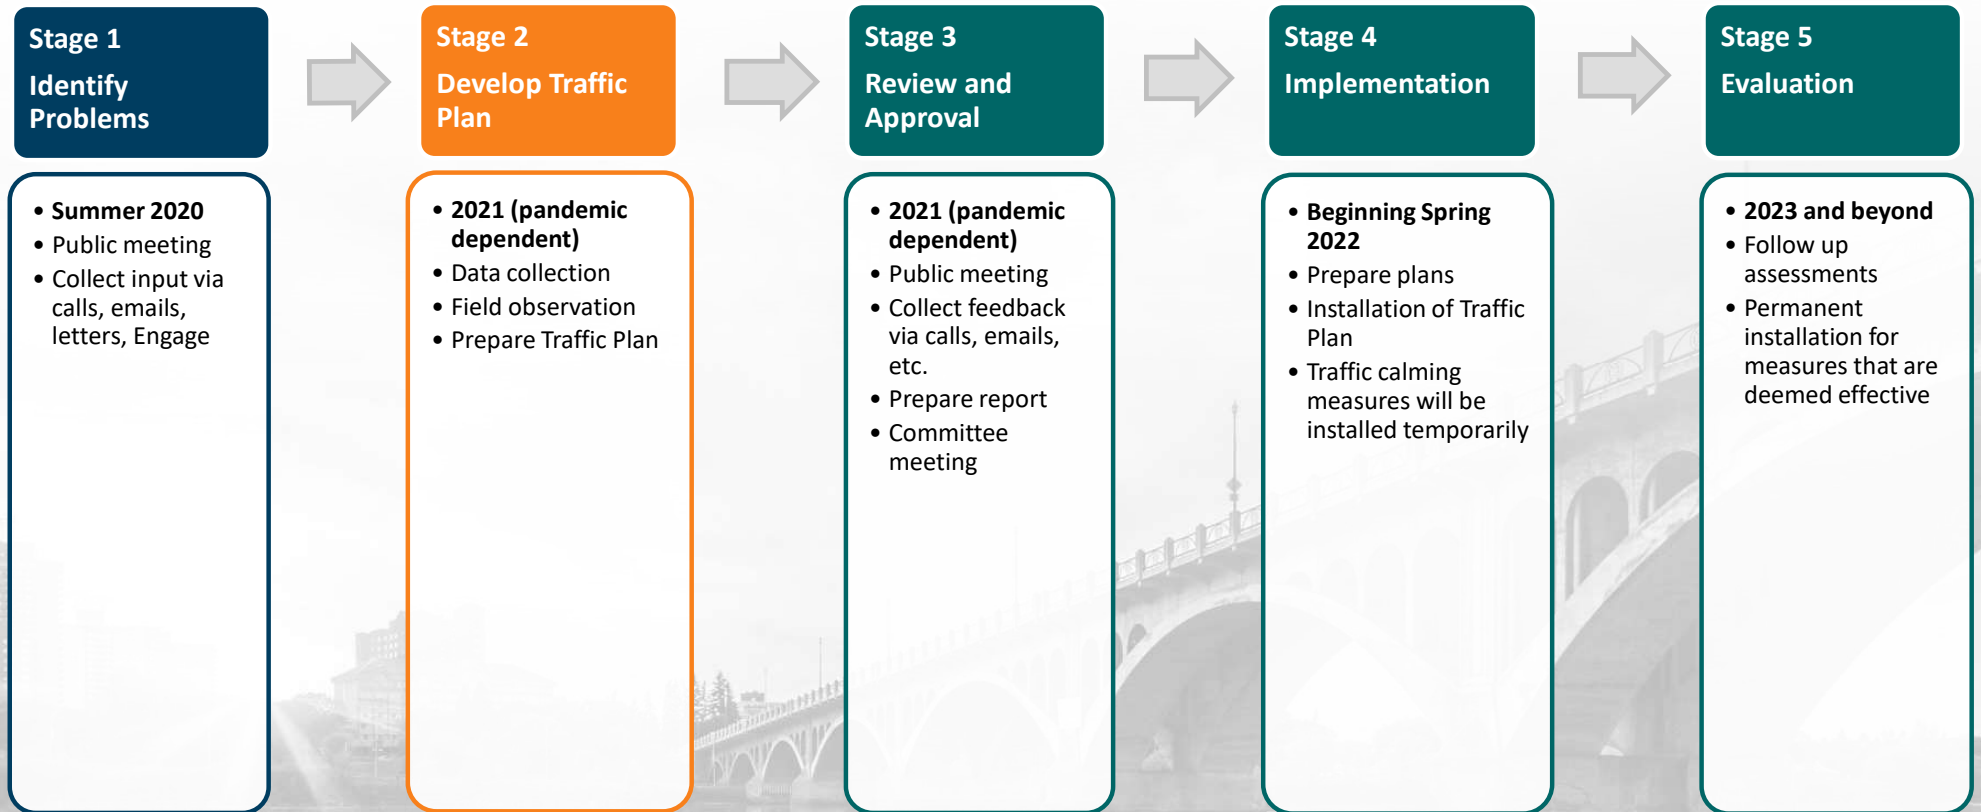 Stage 1
Identify
Problems
• Summer 2020
• Public meeting
• Collect input via
calls, emails,
letters, Engage
Stage 2
Develop Traffic
Plan
• 2021 (pandemic
dependent)
• Data collection
• Field observation
• Prepare Traffic Plan
Stage 3
Review and
Approval
• 2021 (pandemic
dependent)
• Public meeting
• Collect feedback
via calls, emails,
etc.
• Prepare report
• Committee
meeting
Stage 4
Implementation
• Beginning Spring
2022
• Prepare plans
• Installation of Traffic
Plan
• Traffic calming
measures will be
installed temporarily
Stage 5
Evaluation
• 2023 and beyond
• Follow up
assessments
• Permanent
installation for
measures that are
deemed effective